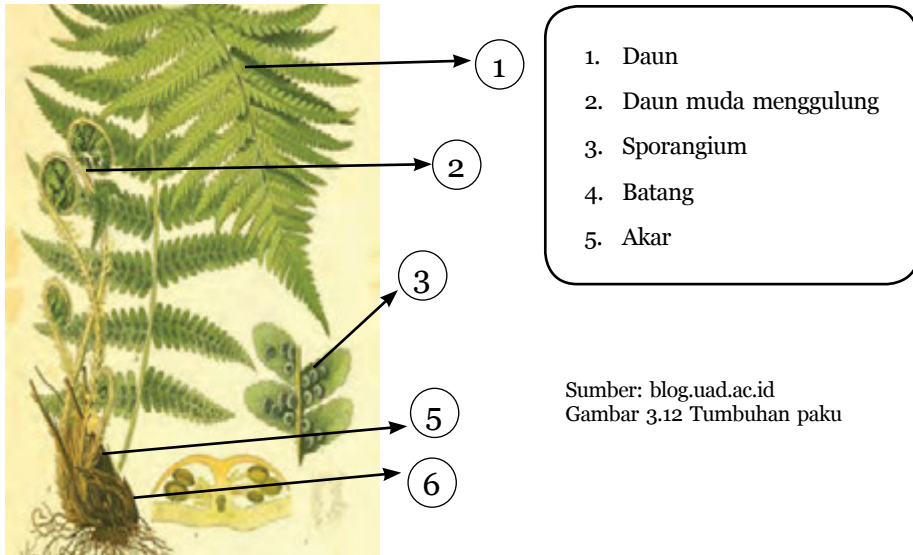 1
2
3
5
6
1. Daun
2. Daun muda menggulung
3. Sporangium
4. Batang
5. Akar
Sumber: blog.uad.ac.id
Gambar 3.12 Tumbuhan paku